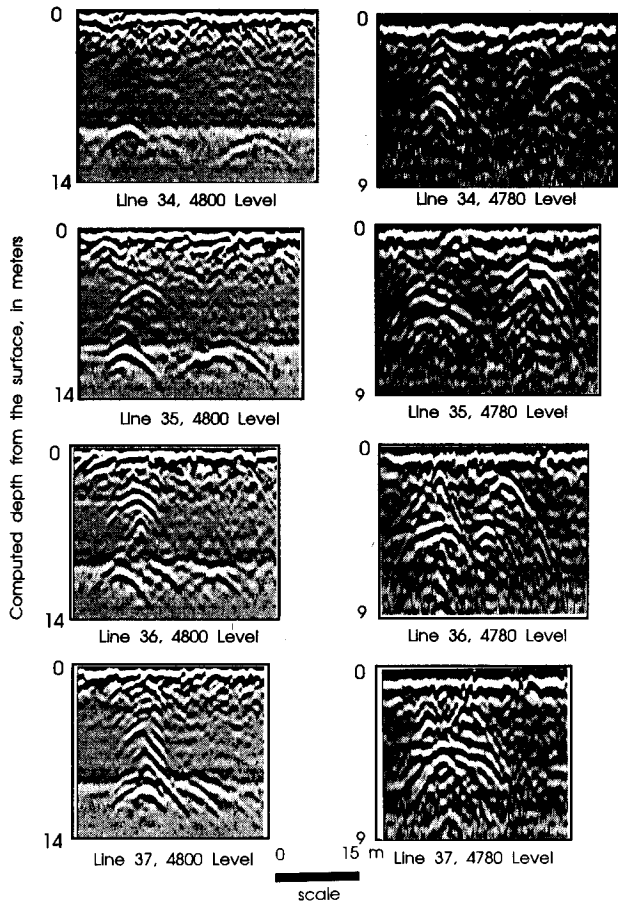 Computed depth from the surface, in meters
0
14
Line 34, 4800 Level
0
9
Line 34, 4780 Level
0
14
Line 35, 4800 Level
0
9
Line 35, 4780 Level
0
14
Line 36, 4800 Level
0
9
Line 36, 4780 Level
0
14
Line 37, 4800 Level
0
9
Line 37, 4780 Level
0 15 m
scale